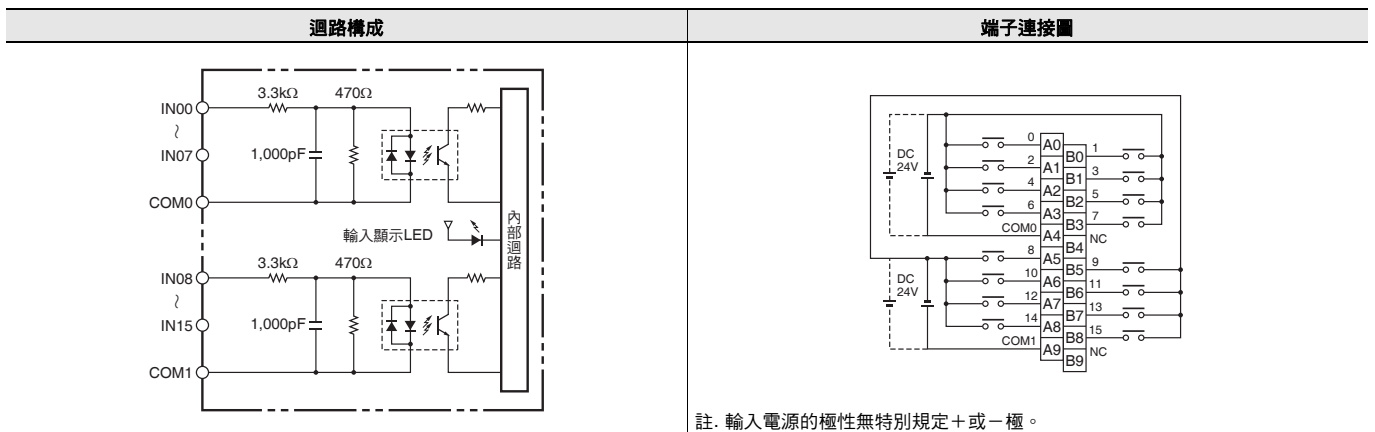 迴路構成
端子連接圖
3.3kΩ 470Ω
IN00
~
IN07
1,000pF
COM0
輸入顯示LED
內部迴路
3.3kΩ 470Ω
IN08
~
IN15
1,000pF
COM1
DC
24V
0 A0
B0 1
2 A1
B1 3
4 A2
B2 5
6 A3
B3 7
COM0 A4
B4 NC
8 A5
B5 9
DC
24V
10 A6
B6 11
12 A7
B7 13
14 A8
B8 15
COM1 A9
B9 NC
註. 輸入電源的極性無特別規定＋或－極。